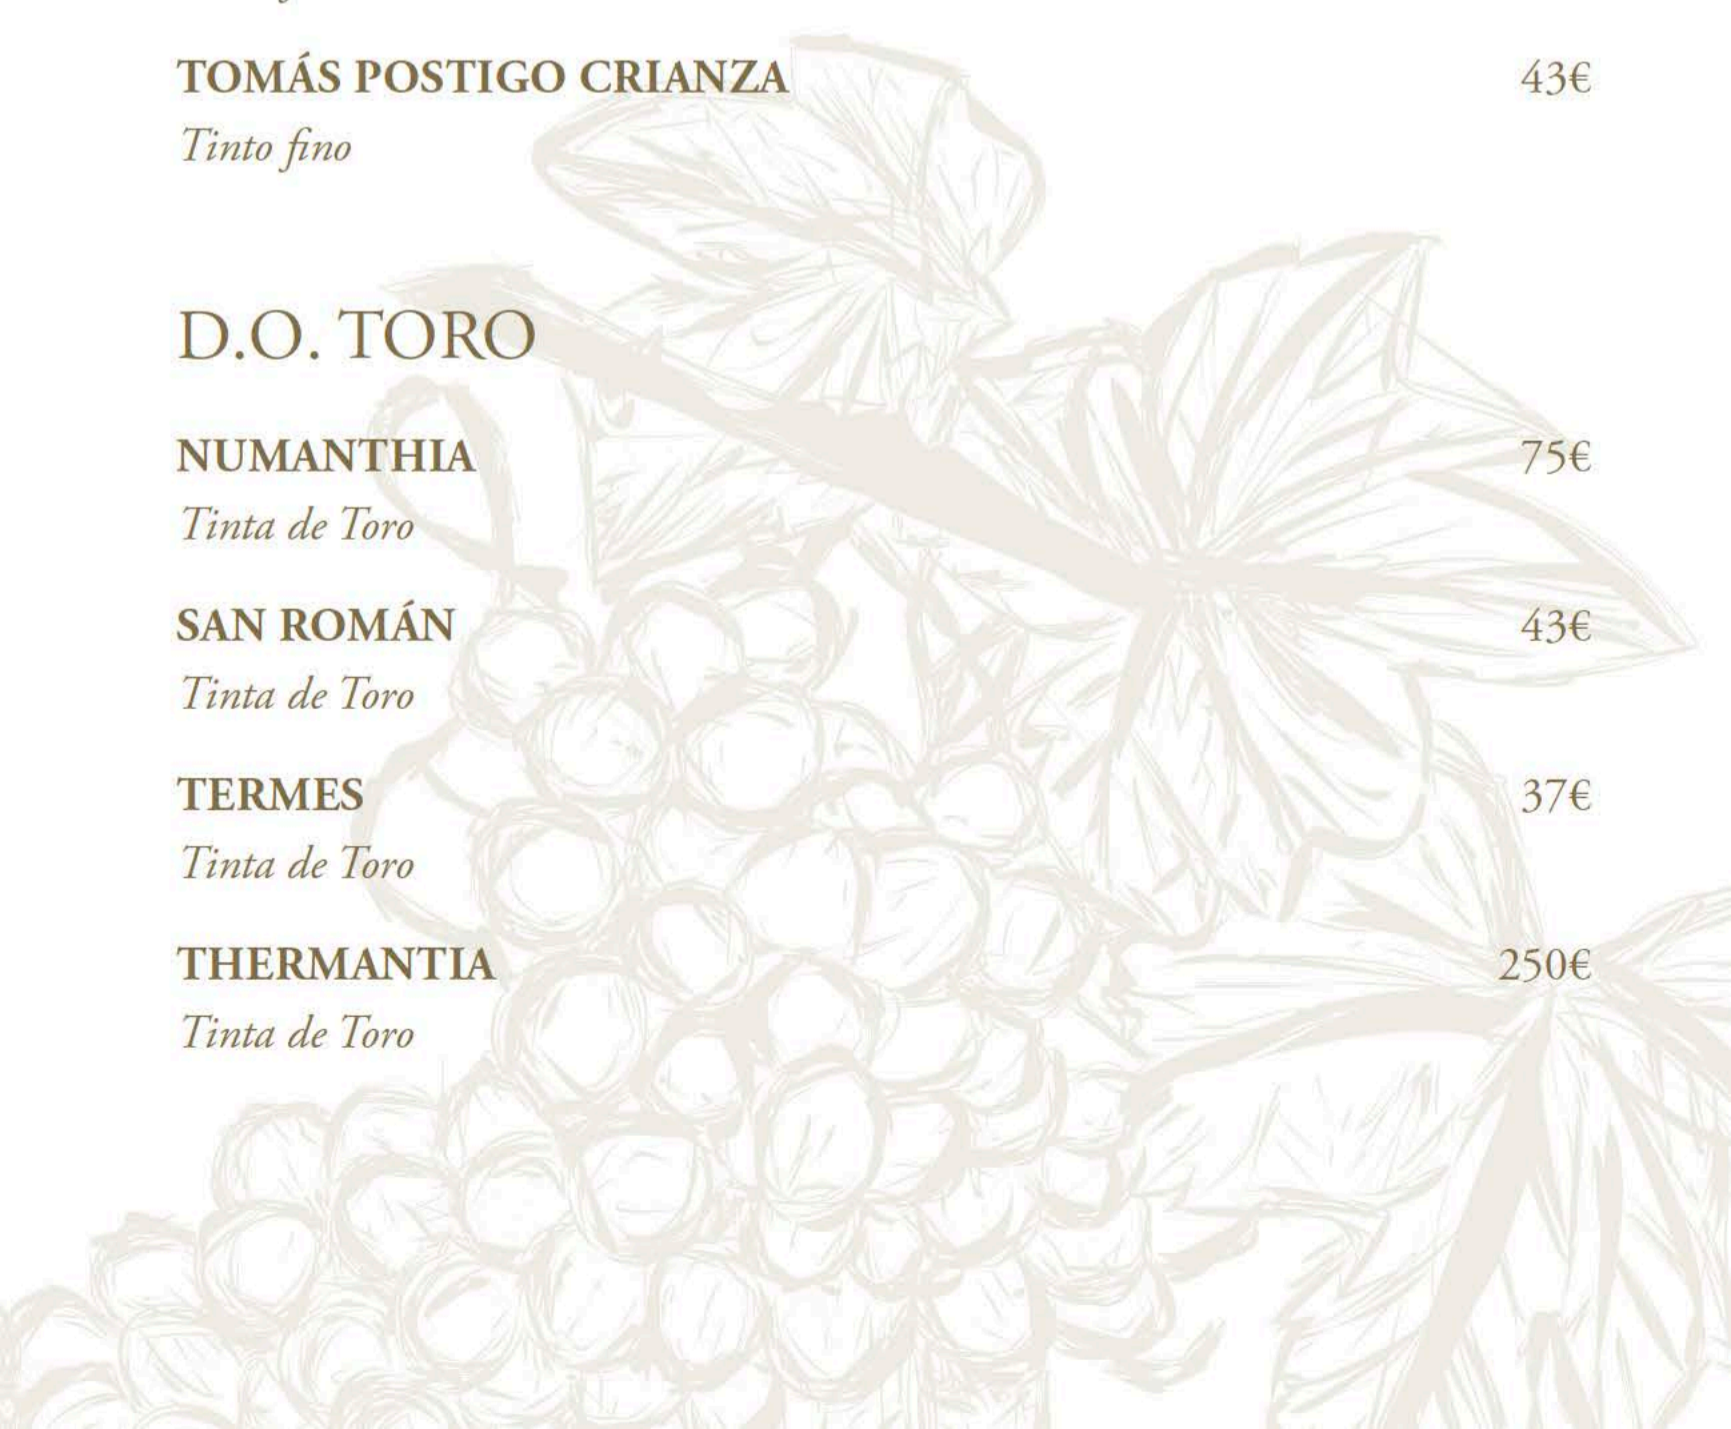 TOMÁS POSTIGO CRIANZA 43€
Tinto fino
D.O. TORO
NUMANTHIA 75€
Tinta de Toro
SAN ROMÁN 43€
Tinta de Toro
TERMES 37€
Tinta de Toro
THERMANTIA 250€
Tinta de Toro